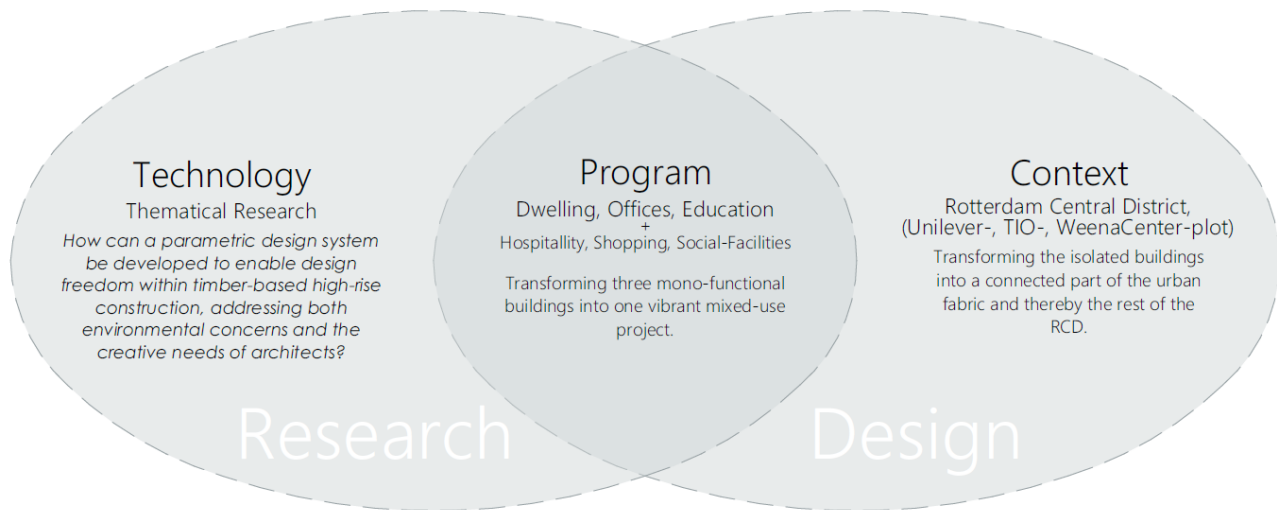 Technology
Thematical Research
How can a parametric design system
be developed to enable design
freedom within timber-based high-rise
construction, addressing both
environmental concerns and the
creative needs of architects?
Program
Dwelling, Offices, Education
+
Hospitallity, Shopping, Social-Facilities
Transforming three mono-functional
buildings into one vibrant mixed-use
project.
Context
Rotterdam Central District,
(Unilever-, TIO-, WeenaCenter-plot)
Transforming the isolated buildings
into a connected part of the urban
fabric and thereby the rest of the
RCD.
Research
Design